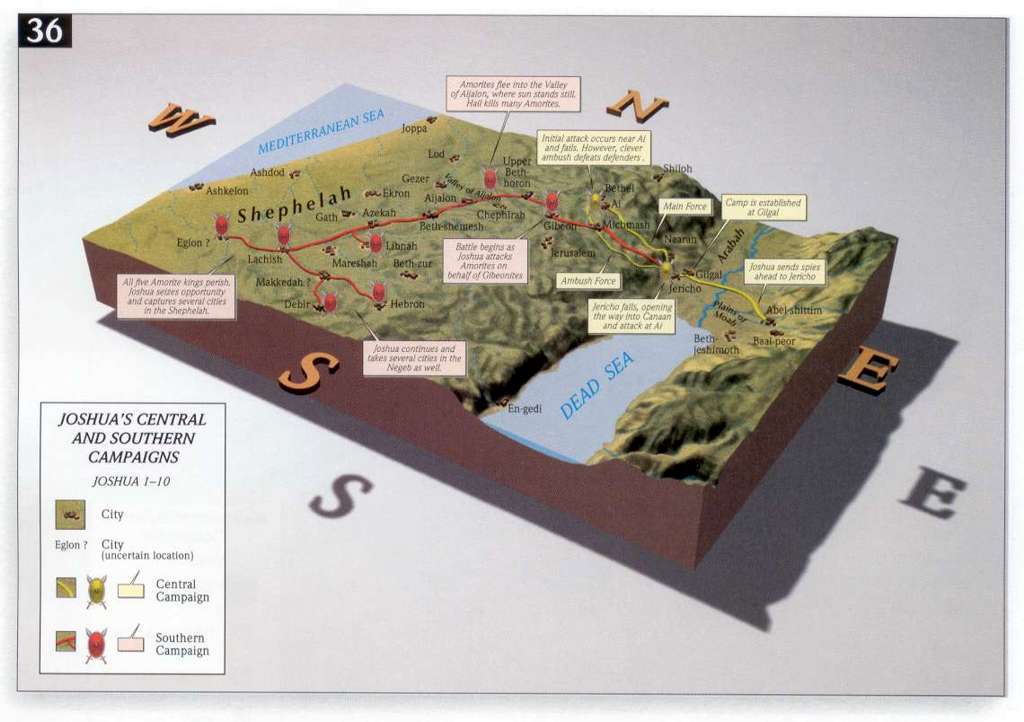 36
W
N
Amorites flee into the Valley
of Aijalon, where sun stands still.
Hail kills many Amorites.
MEDITERRANEAN SEA
Joppa
Initial attack occurs near Ai
and fails. However, clever
ambush defeats defenders.
Lod
Upper
Beth-
horon
Shiloh
Ashdod
Gezer
Valley of Aijalon
Ashkelon
Ekron
Aijalon
Bethel
Ai
Main Force
Camp is established
at Gilgal
Shephelah
Gath
Azekah
Chephirah
Beth-shemesh
Gibeon
Michmash
Eglon ?
Libnah
Nearan
Arabah
Lachish
Mareshah
Beth-zur
Battle begins as
Joshua attacks
Amorites on
behalf of Gibeonites
Jerusalem
Ambush Force
Gilgal
Jericho
Joshua sends spies
ahead to Jericho
All five Amorite kings perish.
Joshua seizes opportunity
and captures several cities
in the Shephelah.
Makkedah ?
Debir
Hebron
Jericho falls, opening
the way into Canaan
and attack at Ai
Plains of
Moab
Abel-shittim
Beth-
jeshimoth
Baal-peor
Joshua continues and
takes several cities in the
Negeb as well.
S
E
DEAD SEA
En-gedi
S
E
JOSHUA'S CENTRAL
AND SOUTHERN
CAMPAIGNS
JOSHUA 1–10
City
Eglon ?
City
(uncertain location)
Central
Campaign
Southern
Campaign